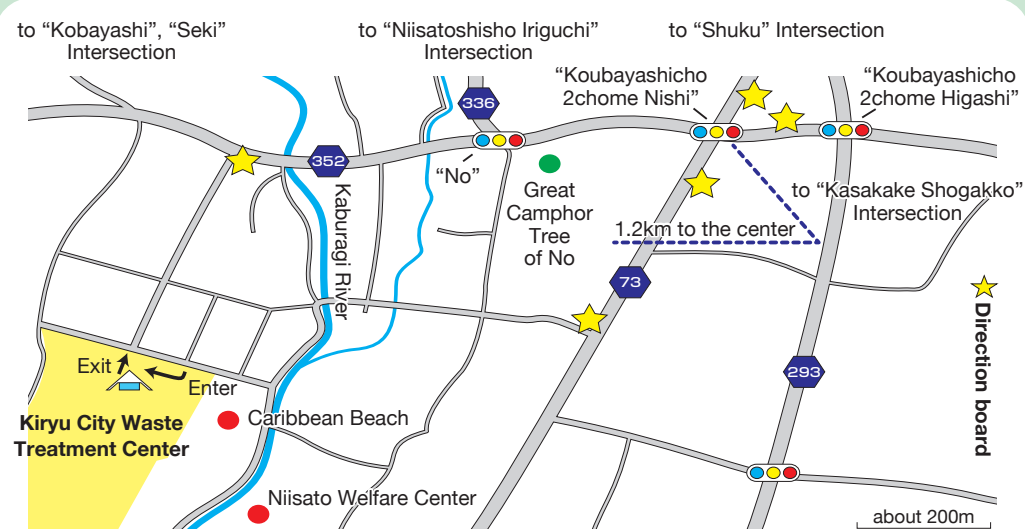 to “Kobayashi”, “Seki”
Intersection
to “Niisatoshisho Iriguchi”
Intersection
to “Shuku” Intersection
“Koubayashicho
2chome Nishi”
“Koubayashicho
2chome Higashi”
336
352
“No”
Great
Camphor
Tree
of No
to “Kasakake Shogakko”
Intersection
1.2km to the center
Kaburagi River
73
Direction board
293
Exit
Enter
Kiryu City Waste
Treatment Center
Caribbean Beach
Niisato Welfare Center
about 200m